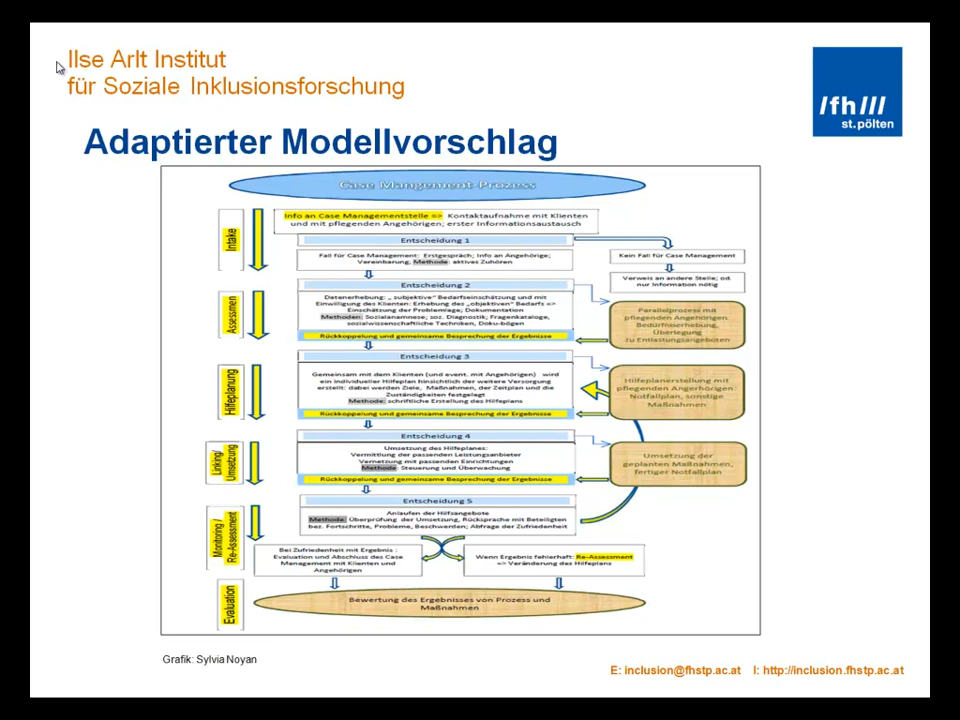 Ilse Arlt Institut
für Soziale Inklusionsforschung
/fh///
st.pölten
Adaptierter Modellvorschlag
Case Mangement-Prozess
Intake
Info an Case Managementstelle => Kontaktaufnahme mit Klienten
und mit pflegenden Angehörigen; erster Informationsaustausch
Entscheidung 1
Fall für Case Management: Erstgespräch; Info an Angehörige;
Vereinbarung, Methode: aktives Zuhören
Kein Fall für Case Management
Verweis an andere Stelle; od.
nur Information nötig
Assessmen
Entscheidung 2
Datenerhebung: „ subjektive" Bedarfseinschätzung und mit
Einwilligung des Klienten: Erhebung des „objektiven" Bedarfs =>
Einschätzung der Problemlage; Dokumentation
Methoden: Sozialanamnese; soz. Diagnostik; Fragenkataloge,
sozialwissenschaftliche Techniken, Doku-bögen
Rückkoppelung und gemeinsame Besprechung der Ergebnisse
Parallelprozess mit
pflegenden Angehörigen
Bedürfniserhebung,
Überlegung
zu Entlastungsangeboten
Hilfeplanung
Entscheidung 3
Gemeinsam mit dem Klienten (und event. mit Angehörigen) wird
ein individueller Hilfeplan hinsichtlich der weitere Versorgung
erstellt: dabei werden Ziele, Maßnahmen, der Zeitplan und die
Zuständigkeiten festgelegt
Methode: schriftliche Erstellung des Hilfeplans
Rückkoppelung und gemeinsame Besprechung der Ergebnisse
Hilfeplanerstellung mit
pflegenden Angehörigen:
Notfallplan, sonstige
Maßnahmen
Linking/
Umsetzung
Entscheidung 4
Umsetzung des Hilfeplanes:
Vermittlung der passenden Leistungsanbieter
Vernetzung mit passenden Einrichtungen
Methode: Steuerung und Überwachung
Rückkoppelung und gemeinsame Besprechung der Ergebnisse
Umsetzung der
geplanten Maßnahmen,
fertiger Notfallplan
Monitoring /
Re-Assessment
Entscheidung 5
Anlaufen der Hilfsangebote
Methode: Überprüfung der Umsetzung, Rücksprache mit Beteiligten
bez. Fortschritte, Probleme, Beschwerden; Abfrage der Zufriedenheit
Bei Zufriedenheit mit Ergebnis :
Evaluation und Abschluss des Case
Management mit Klienten und
Angehörigen
Wenn Ergebnis fehlerhaft: Re-Assessment
=> Veränderung des Hilfeplans
Evaluation
Bewertung des Ergebnisses von Prozess und
Maßnahmen
Grafik: Sylvia Noyan
E: inclusion@fhstp.ac.at I: http://inclusion.fhstp.ac.at